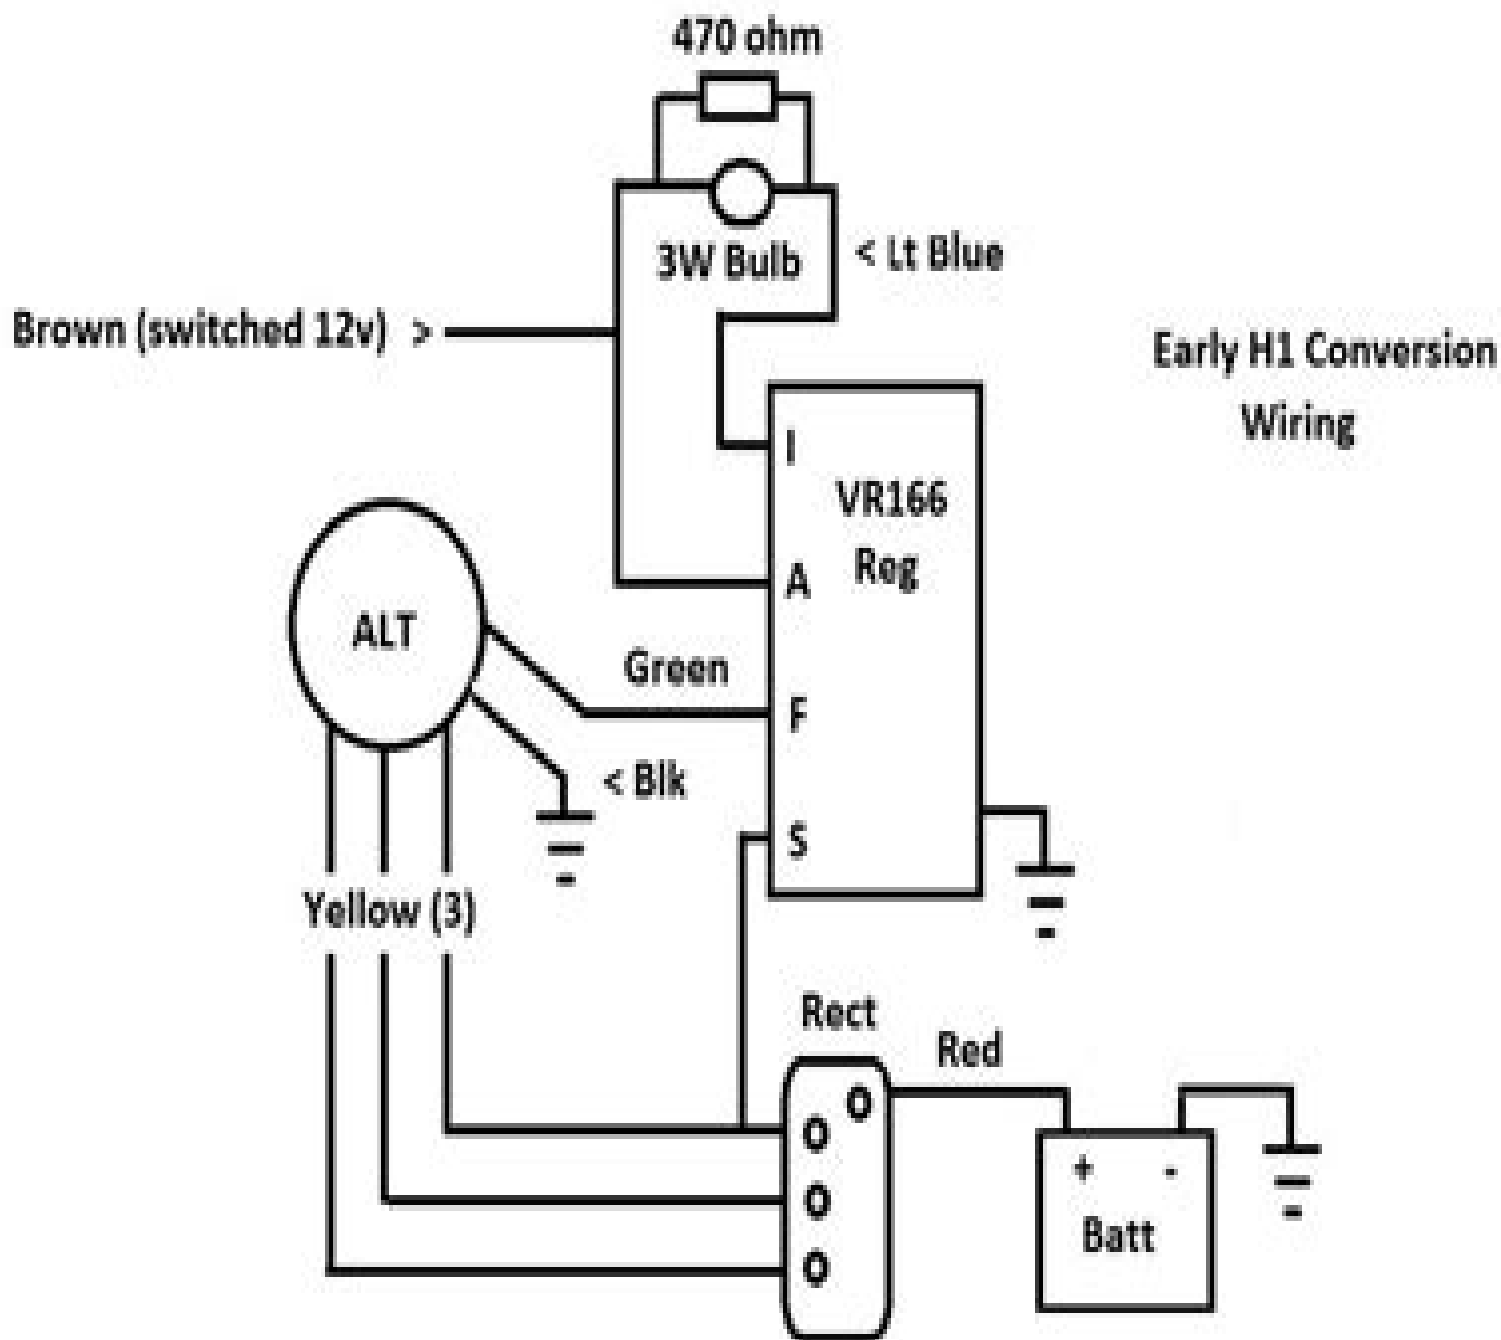 470 ohm
3W Bulb
< Lt Blue
Brown (switched 12v) >
Early H1 Conversion
Wiring
I
VR166
Reg
A
ALT
Green
F
< Blk
S
Yellow (3)
Rect
Red
O
O
O
O
+ -
Batt